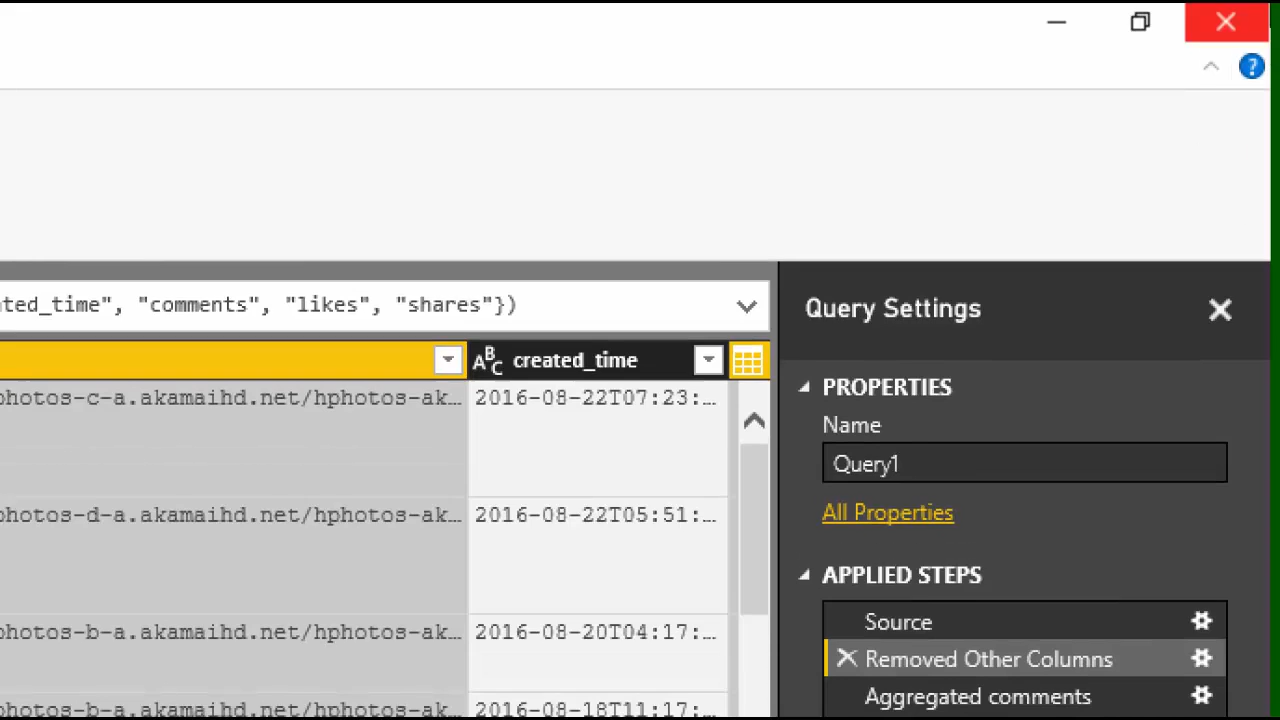 ated_time", "comments", "likes", "shares"})
Query Settings
created_time
photos-c-a.akamaihd.net/hphotos-ak… 2016-08-22T07:23:…
photos-d-a.akamaihd.net/hphotos-ak… 2016-08-22T05:51:…
photos-b-a.akamaihd.net/hphotos-ak… 2016-08-20T04:17:…
photos-b-a.akamaihd.net/hphotos-ak… 2016-08-18T11:17:…
PROPERTIES
Name
Query1
All Properties
APPLIED STEPS
Source
Removed Other Columns
Aggregated comments